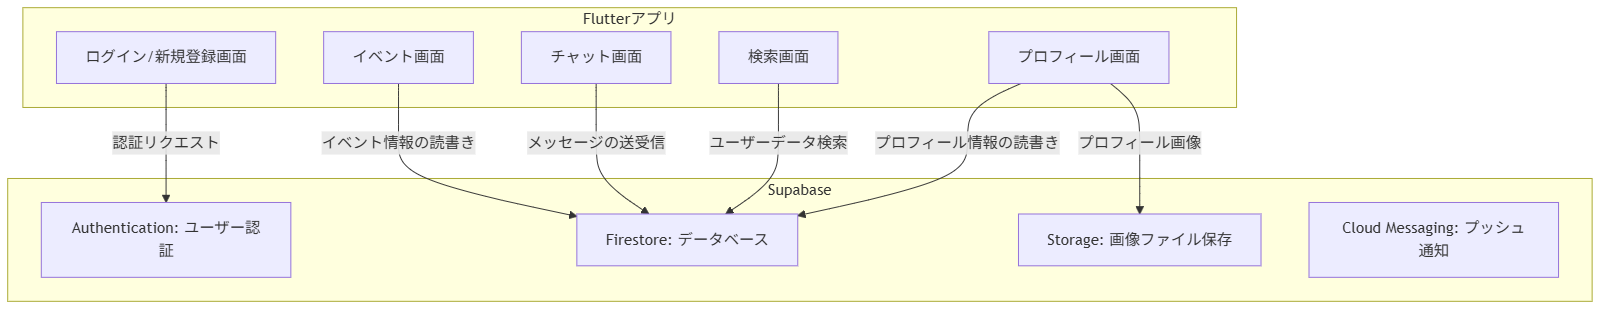 Flutterアプリ
ログイン/新規登録画面
イベント画面
チャット画面
検索画面
プロフィール画面
認証リクエスト
イベント情報の読書き
メッセージの送受信
ユーザーデータ検索
プロフィール情報の読書き
プロフィール画像
Supabase
Authentication: ユーザー認
証
Firestore: データベース
Storage: 画像ファイル保存
Cloud Messaging: プッシュ
通知